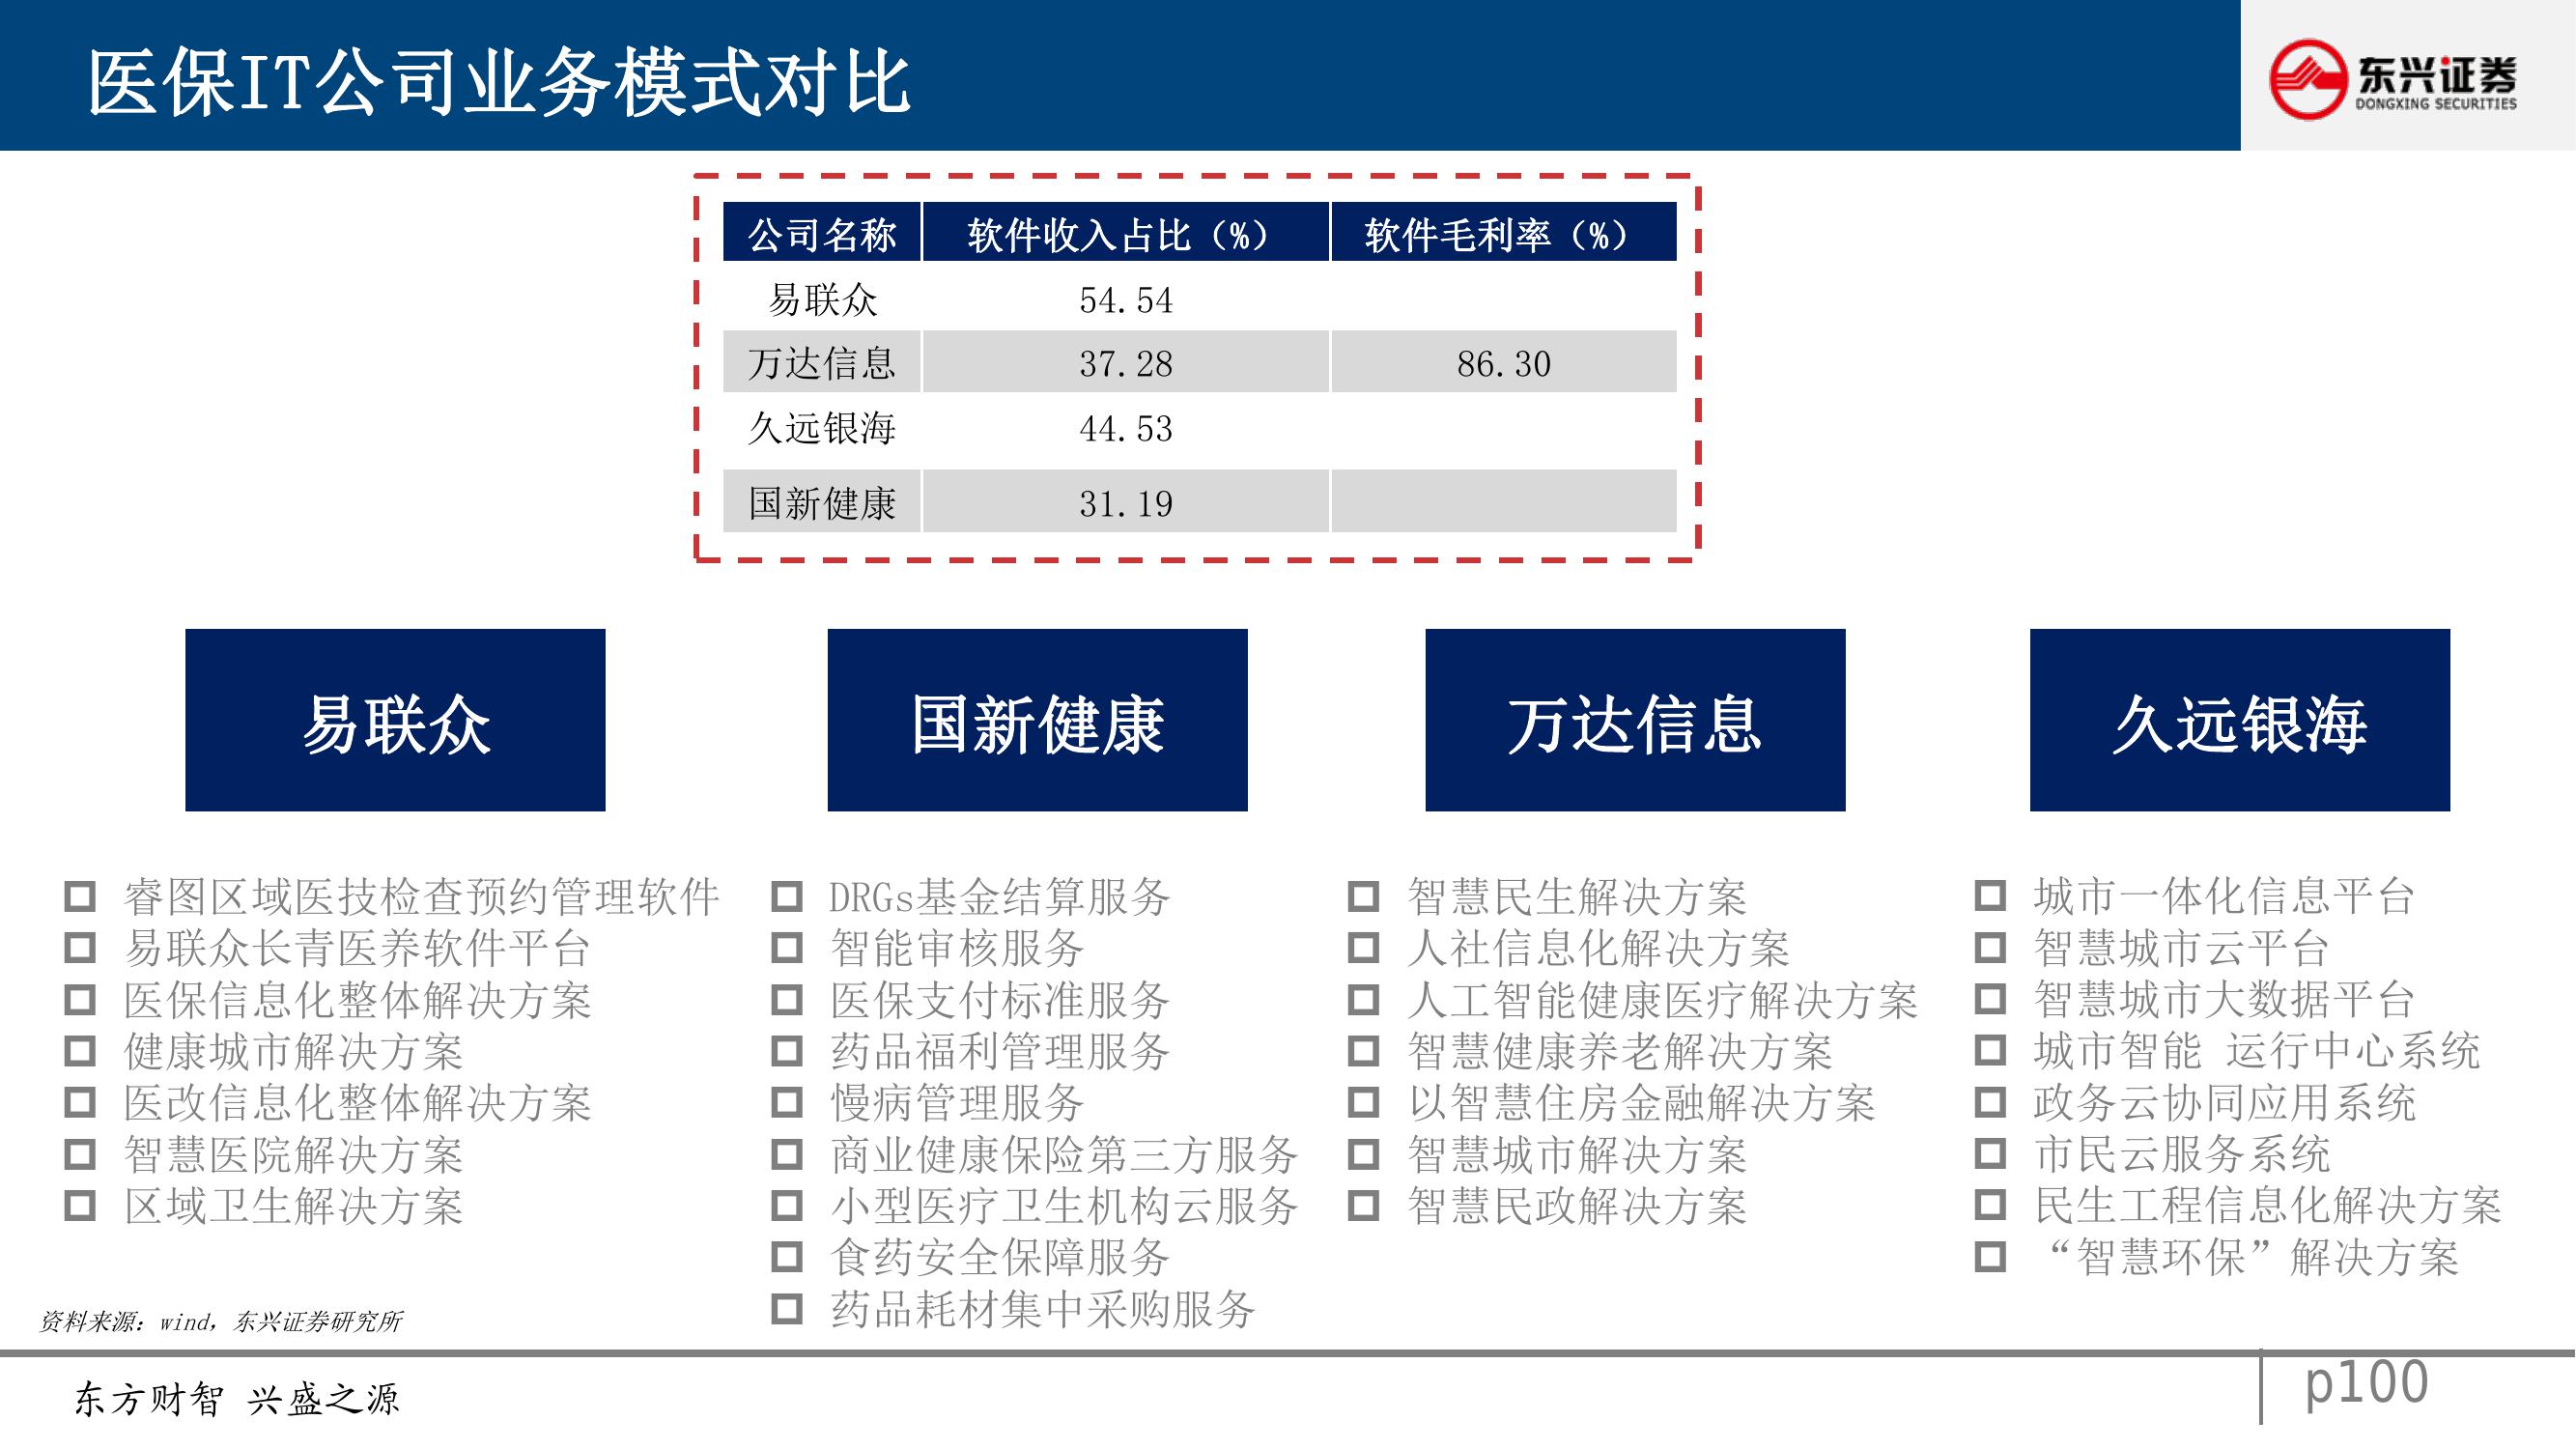 医保IT公司业务模式对比
东兴证券
DONGXING SECURITIES
公司名称 软件收入占比（%） 软件毛利率（%）
易联众 54.54
万达信息 37.28 86.30
久远银海 44.53
国新健康 31.19
易联众
睿图区域医技检查预约管理软件
易联众长青医养软件平台
医保信息化整体解决方案
健康城市解决方案
医改信息化整体解决方案
智慧医院解决方案
区域卫生解决方案
国新健康
DRGs基金结算服务
智能审核服务
医保支付标准服务
药品福利管理服务
慢病管理服务
商业健康保险第三方服务
小型医疗卫生机构云服务
食药安全保障服务
药品耗材集中采购服务
万达信息
智慧民生解决方案
人社信息化解决方案
人工智能健康医疗解决方案
智慧健康养老解决方案
以智慧住房金融解决方案
智慧城市解决方案
智慧民政解决方案
久远银海
城市一体化信息平台
智慧城市云平台
智慧城市大数据平台
城市智能 运行中心系统
政务云协同应用系统
市民云服务系统
民生工程信息化解决方案
“智慧环保”解决方案
资料来源：wind，东兴证券研究所
东方财智 兴盛之源
p100